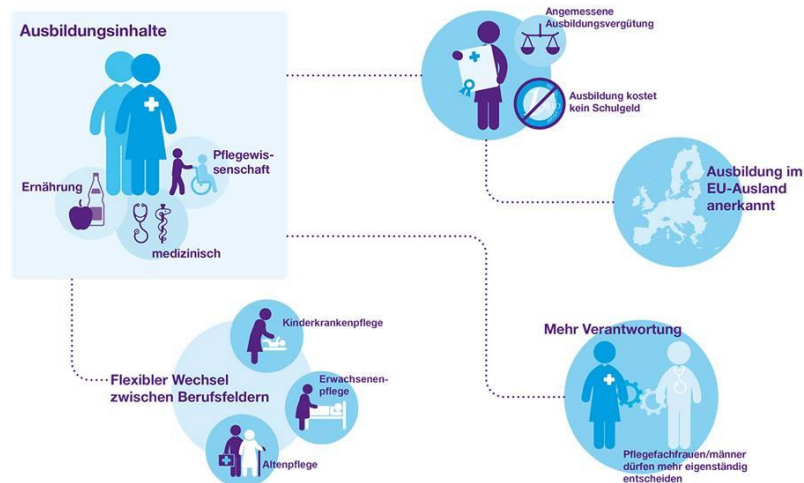 Ausbildungsinhalte
Pflegewis-
senschaft
Ernährung
medizinisch
Angemessene
Ausbildungsvergütung
Ausbildung kostet
kein Schulgeld
Ausbildung im
EU-Ausland
anerkannt
Flexibler Wechsel
zwischen Berufsfeldern
Kinderkrankenpflege
Erwachsenen-
pflege
Altenpflege
Mehr Verantwortung
Pflegefachfrauen/männer
dürfen mehr eigenständig
entscheiden